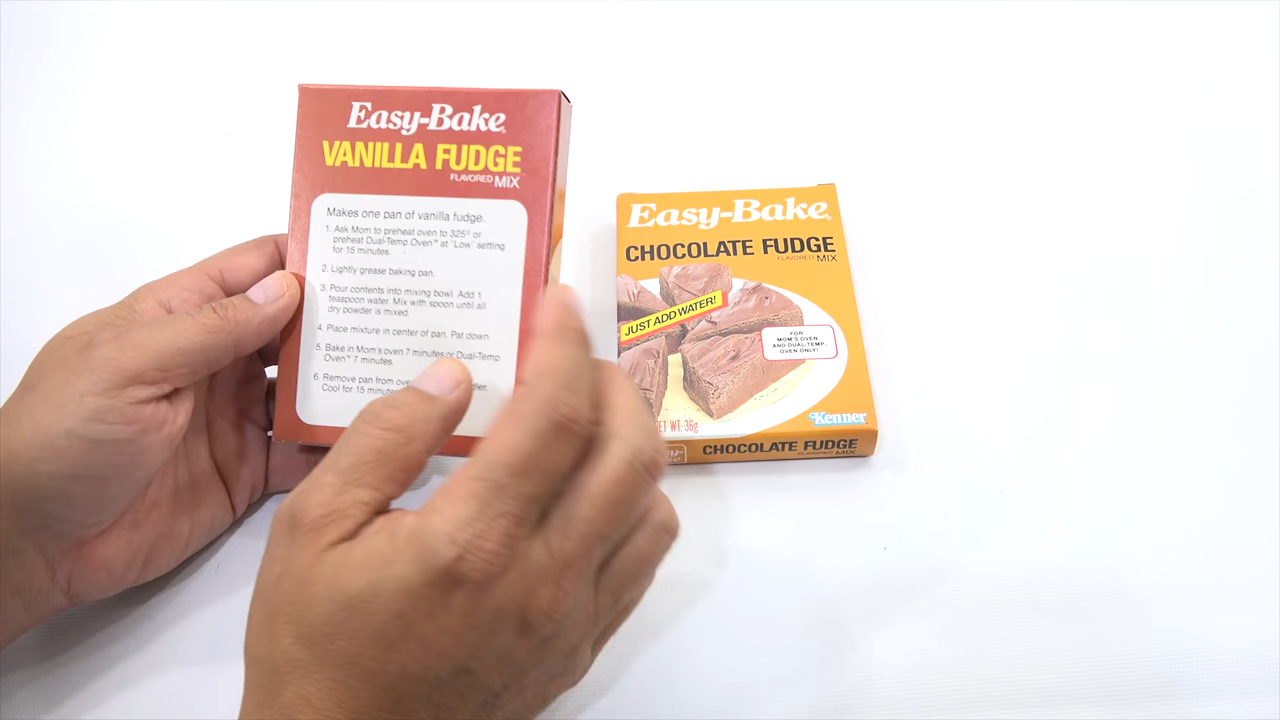 Easy-Bake
VANILLA FUDGE
FLAVORED MIX
Makes one pan of vanilla fudge.
1. Ask Mom to preheat oven to 325° or
preheat Dual-Temp Oven™ at "Low" setting
for 15 minutes.
2. Lightly grease baking pan.
3. Pour contents into mixing bowl. Add 1
teaspoon water. Mix with spoon until all
dry powder is mixed.
4. Place mixture in center of pan. Pat down.
5. Bake in Mom's oven 7 minutes or Dual-Temp
Oven™ 7 minutes.
6. Remove pan from
Cool for 15
Easy-Bake
CHOCOLATE FUDGE
FLAVORED MIX
JUST ADD WATER!
FOR
MOM'S OVEN
AND DUAL-TEMP™
OVEN ONLY!
Kenner
WT. 36g
CHOCOLATE FUDGE
FLAVORED MIX